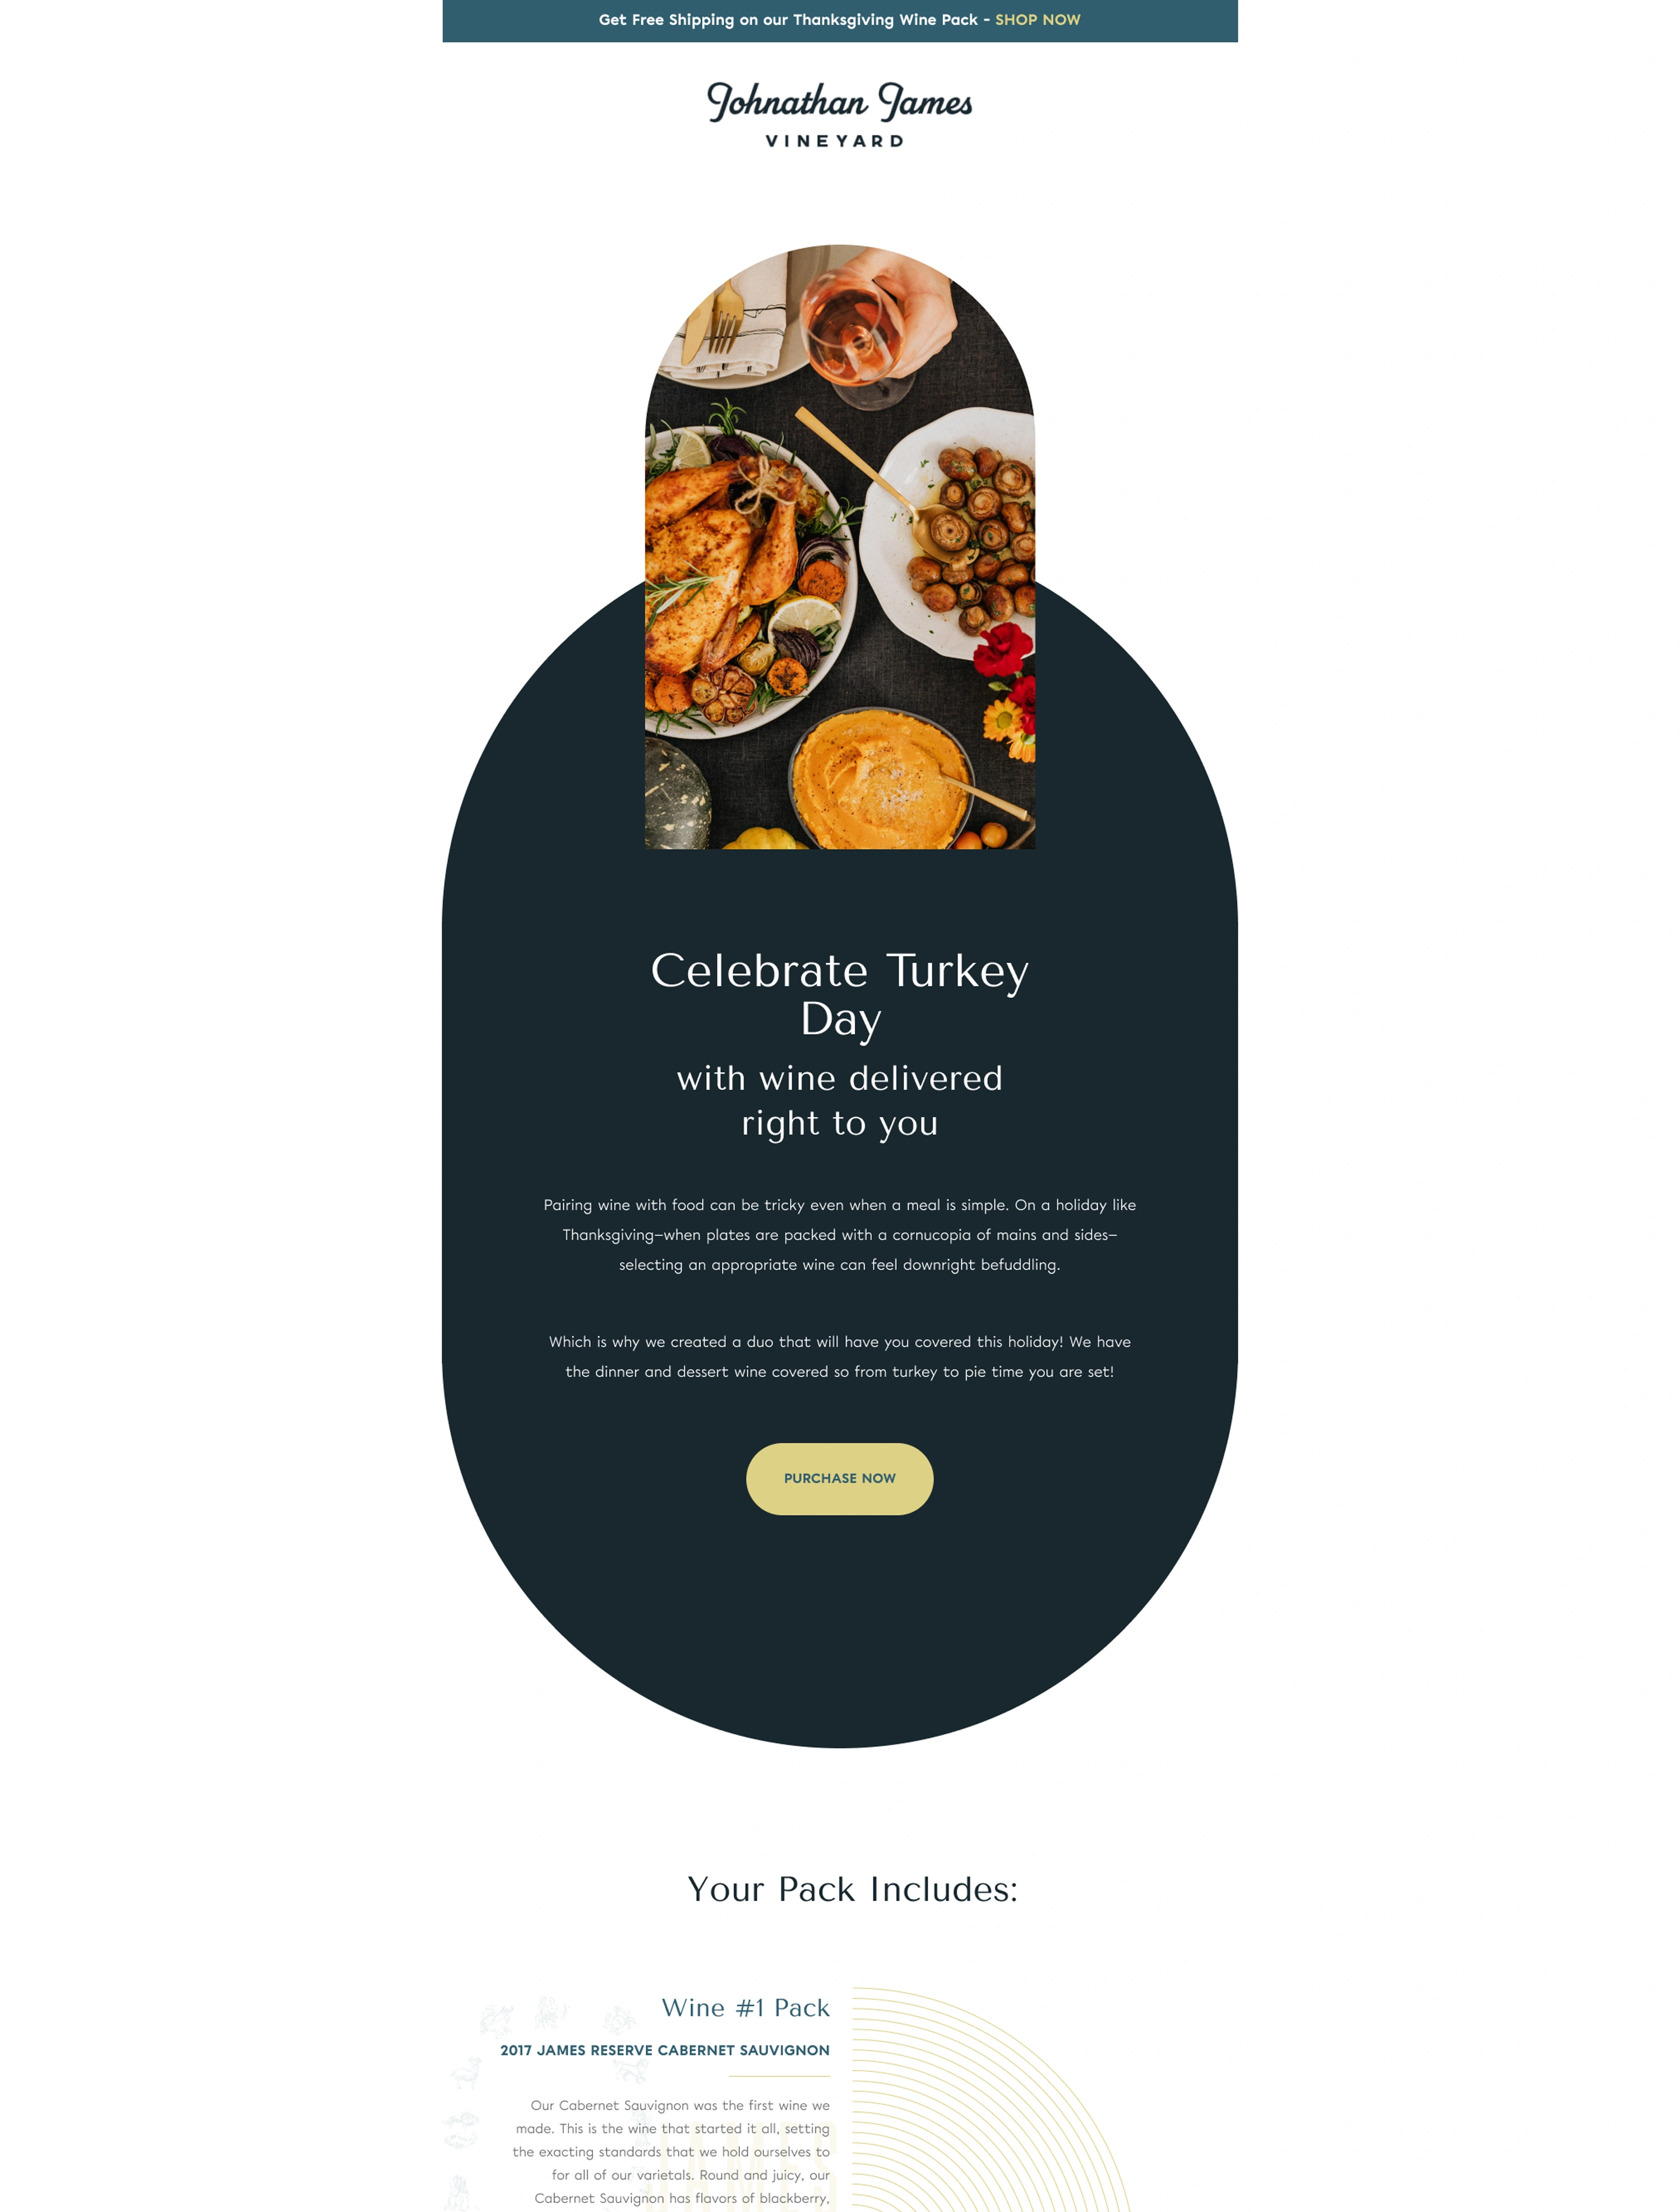 Get Free Shipping on our Thanksgiving Wine Pack - SHOP NOW
Johnathan James
VINEYARD
Celebrate Turkey
Day
with wine delivered
right to you
Pairing wine with food can be tricky even when a meal is simple. On a holiday like
Thanksgiving—when plates are packed with a cornucopia of mains and sides—
selecting an appropriate wine can feel downright befuddling.
Which is why we created a duo that will have you covered this holiday! We have
the dinner and dessert wine covered so from turkey to pie time you are set!
PURCHASE NOW
Your Pack Includes:
Wine #1 Pack
2017 JAMES RESERVE CABERNET SAUVIGNON
Our Cabernet Sauvignon was the first wine we
made. This is the wine that started it all, setting
the exacting standards that we hold ourselves to
for all of our varietals. Round and juicy, our
Cabernet Sauvignon has flavors of blackberry,
JAMES